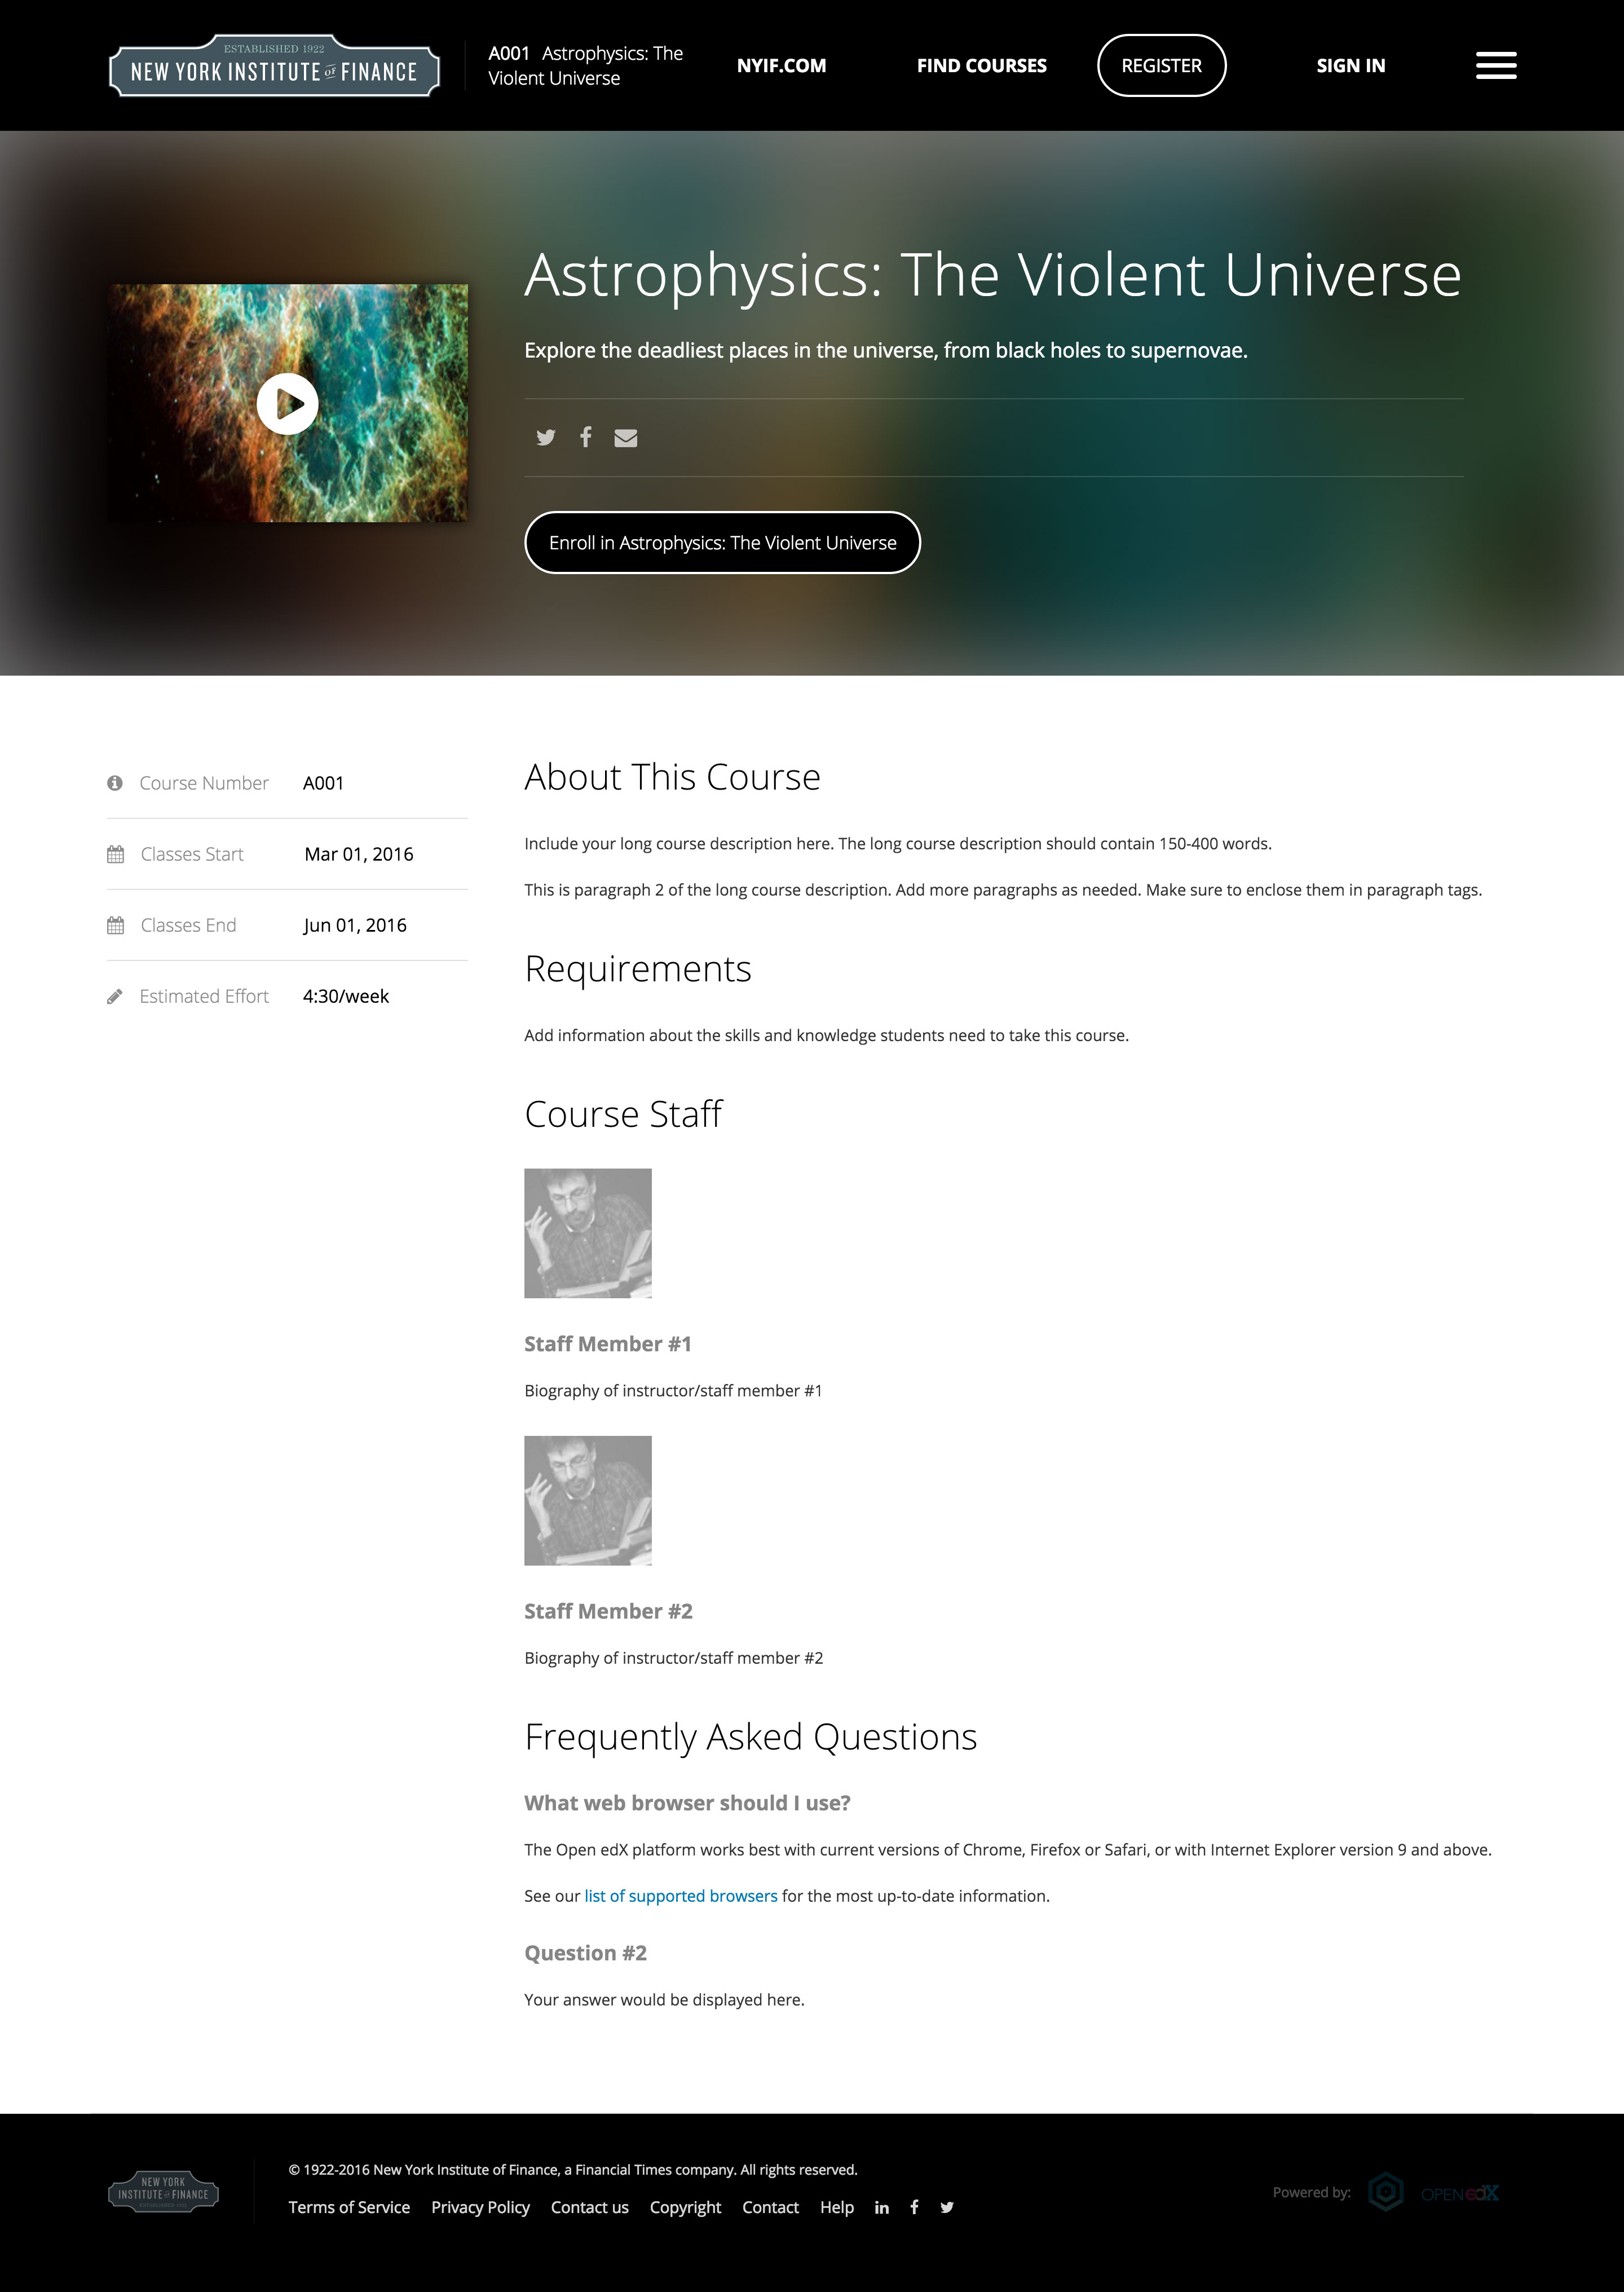 ESTABLISHED 1922
NEW YORK INSTITUTE OF FINANCE
A001 Astrophysics: The
Violent Universe
NYIF.COM
FIND COURSES
REGISTER
SIGN IN
Astrophysics: The Violent Universe
Explore the deadliest places in the universe, from black holes to supernovae.
Enroll in Astrophysics: The Violent Universe
Course Number A001
Classes Start Mar 01, 2016
Classes End Jun 01, 2016
Estimated Effort 4:30/week
About This Course
Include your long course description here. The long course description should contain 150-400 words.
This is paragraph 2 of the long course description. Add more paragraphs as needed. Make sure to enclose them in paragraph tags.
Requirements
Add information about the skills and knowledge students need to take this course.
Course Staff
Staff Member #1
Biography of instructor/staff member #1
Staff Member #2
Biography of instructor/staff member #2
Frequently Asked Questions
What web browser should I use?
The Open edX platform works best with current versions of Chrome, Firefox or Safari, or with Internet Explorer version 9 and above.
See our list of supported browsers for the most up-to-date information.
Question #2
Your answer would be displayed here.
NEW YORK
INSTITUTE OF FINANCE
ESTABLISHED 1922
© 1922-2016 New York Institute of Finance, a Financial Times company. All rights reserved.
Terms of Service Privacy Policy Contact us Copyright Contact Help
Powered by:
OPEN edX